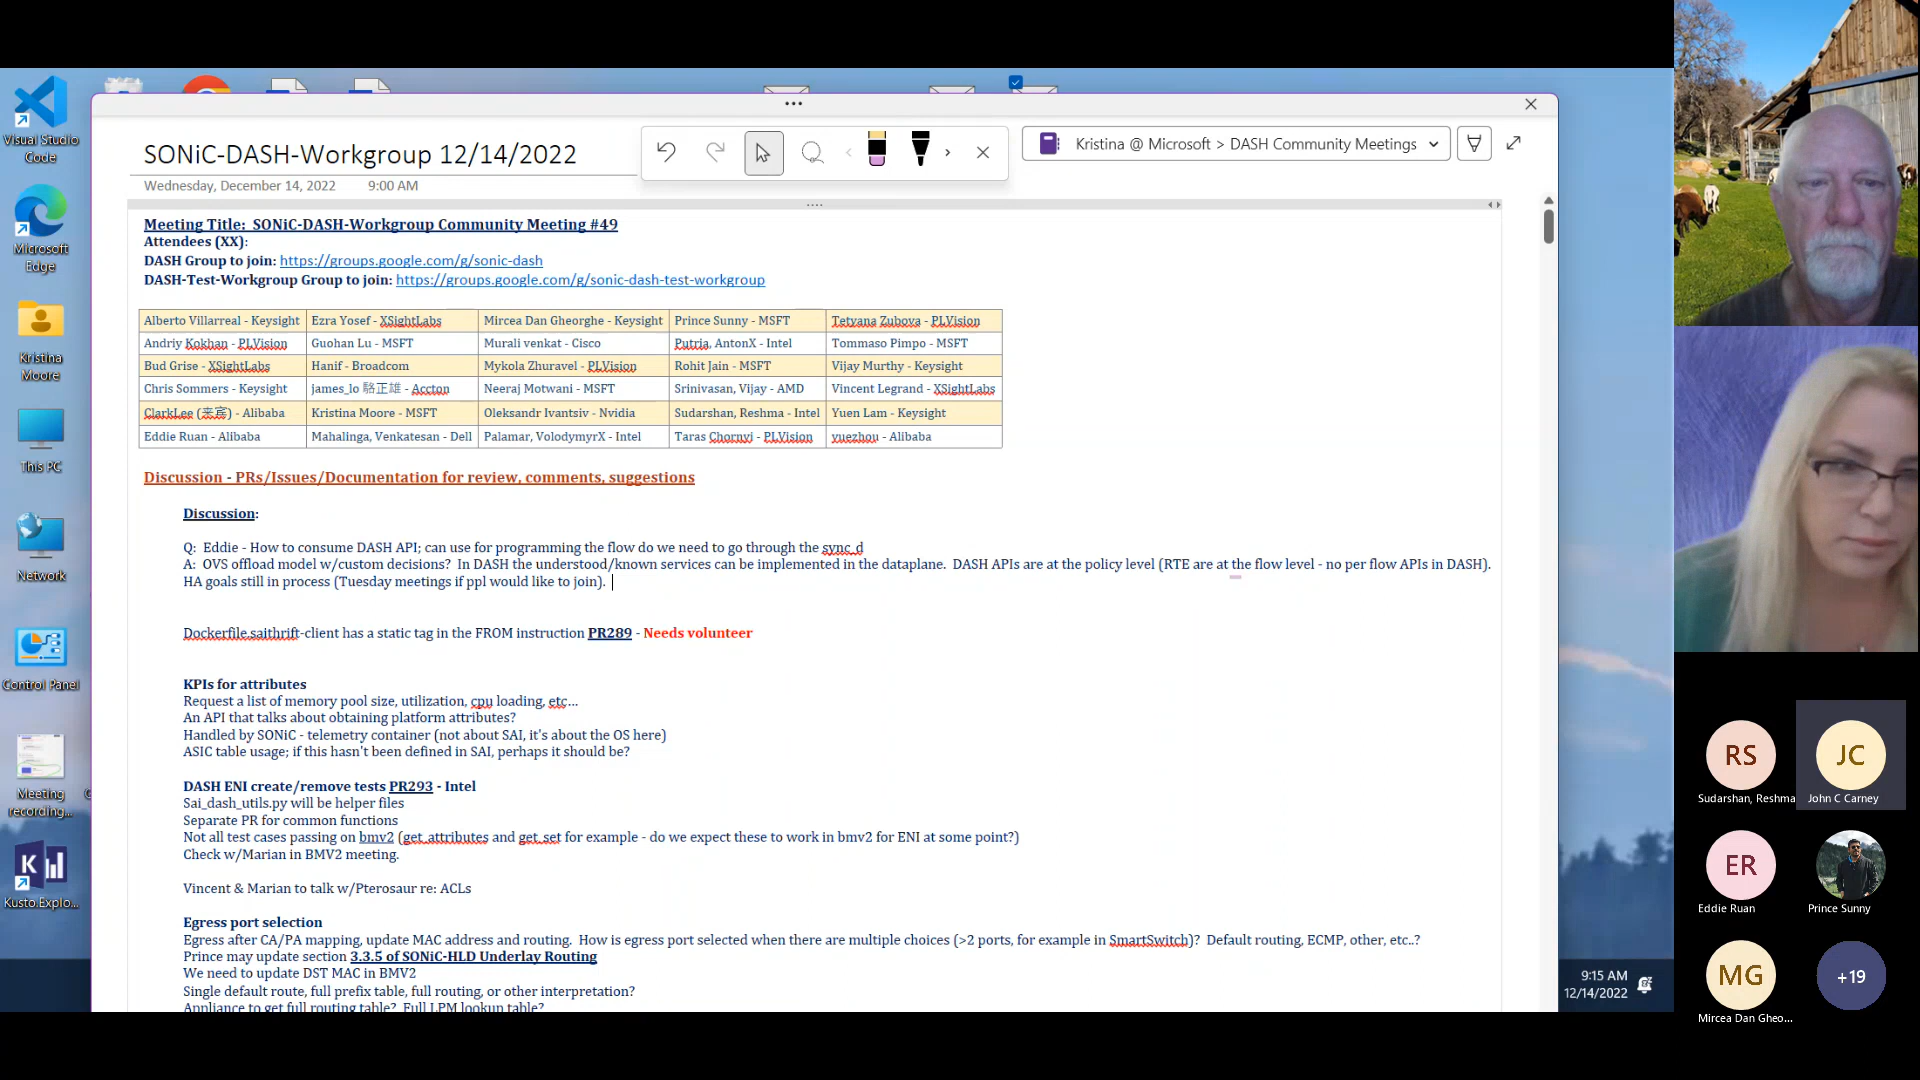 Visual Studio
Code
Microsoft
Edge
Kristina
Moore
This PC
Network
Control Panel
Meeting
recording...
Kusto.Explo...
SONiC-DASH-Workgroup 12/14/2022
Wednesday, December 14, 2022 9:00 AM
Kristina @ Microsoft > DASH Community Meetings
Meeting Title: SONiC-DASH-Workgroup Community Meeting #49
Attendees (XX):
DASH Group to join: https://groups.google.com/g/sonic-dash
DASH-Test-Workgroup Group to join: https://groups.google.com/g/sonic-dash-test-workgroup
Alberto Villarreal - Keysight Ezra Yosef - XSightLabs Mircea Dan Gheorghe - Keysight Prince Sunny - MSFT Tetyana Zubova - PLVision
Andriy Kokhan - PLVision Guohan Lu - MSFT Murali venkat - Cisco Putria, AntonX - Intel Tommaso Pimpo - MSFT
Bud Grise - XSightLabs Hanif - Broadcom Mykola Zhuravel - PLVision Rohit Jain - MSFT Vijay Murthy - Keysight
Chris Sommers - Keysight james_lo 駱正雄 - Accton Neeraj Motwani - MSFT Srinivasan, Vijay - AMD Vincent Legrand - XSightLabs
ClarkLee (来宾) - Alibaba Kristina Moore - MSFT Oleksandr Ivantsiv - Nvidia Sudarshan, Reshma - Intel Yuen Lam - Keysight
Eddie Ruan - Alibaba Mahalinga, Venkatesan - Dell Palamar, VolodymyrX - Intel Taras Chornyi - PLVision yuezhou - Alibaba
Discussion - PRs/Issues/Documentation for review, comments, suggestions
Discussion:
Q: Eddie - How to consume DASH API; can use for programming the flow do we need to go through the sync_d
A: OVS offload model w/custom decisions? In DASH the understood/known services can be implemented in the dataplane. DASH APIs are at the policy level (RTE are at the flow level - no per flow APIs in DASH).
HA goals still in process (Tuesday meetings if ppl would like to join).
Dockerfile.saithrift-client has a static tag in the FROM instruction PR289 - Needs volunteer
KPIs for attributes
Request a list of memory pool size, utilization, cpu loading, etc...
An API that talks about obtaining platform attributes?
Handled by SONiC - telemetry container (not about SAI, it's about the OS here)
ASIC table usage; if this hasn't been defined in SAI, perhaps it should be?
DASH ENI create/remove tests PR293 - Intel
Sai_dash_utils.py will be helper files
Separate PR for common functions
Not all test cases passing on bmv2 (get_attributes and get_set for example - do we expect these to work in bmv2 for ENI at some point?)
Check w/Marian in BMV2 meeting.
Vincent & Marian to talk w/Pterosaur re: ACLs
Egress port selection
Egress after CA/PA mapping, update MAC address and routing. How is egress port selected when there are multiple choices (>2 ports, for example in SmartSwitch)? Default routing, ECMP, other, etc..?
Prince may update section 3.3.5 of SONiC-HLD Underlay Routing
We need to update DST MAC in BMV2
Single default route, full prefix table, full routing, or other interpretation?
Appliance to get full routing table? Full LPM lookup table?
9:15 AM
12/14/2022
RS
Sudarshan, Reshma
JC
John C Carney
ER
Eddie Ruan
Prince Sunny
MG
Mircea Dan Gheo...
+19